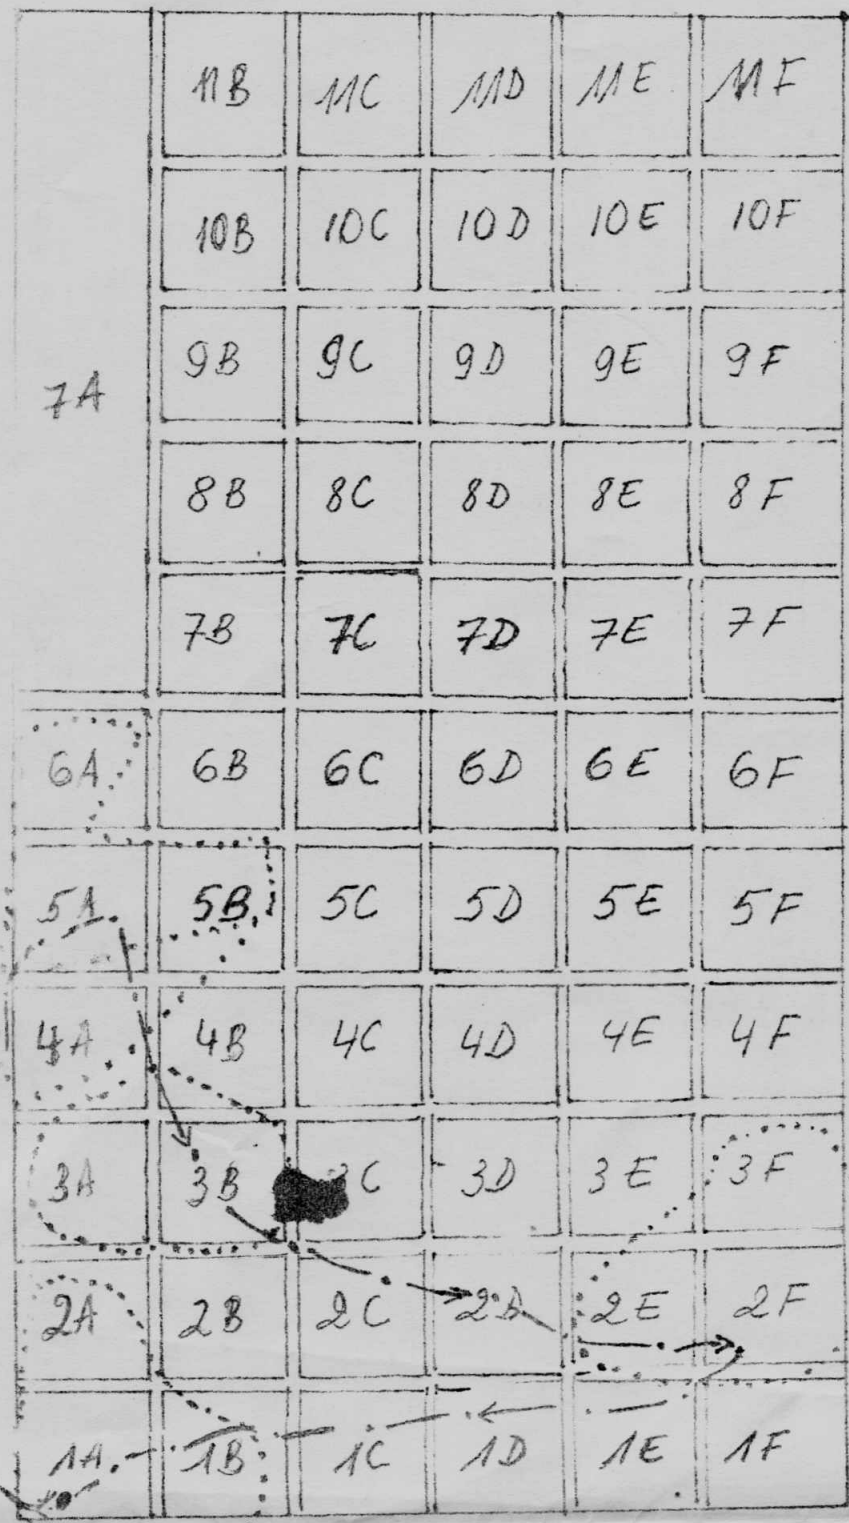 11B 11C 11D 11E 11F
10B 10C 10D 10E 10F
9B 9C 9D 9E 9F
7A
8B 8C 8D 8E 8F
7B 7C 7D 7E 7F
6A 6B 6C 6D 6E 6F
5A 5B 5C 5D 5E 5F
4A 4B 4C 4D 4E 4F
3A 3B C 3D 3E 3F
2A 2B 2C 2D 2E 2F
1A 1B 1C 1D 1E 1F